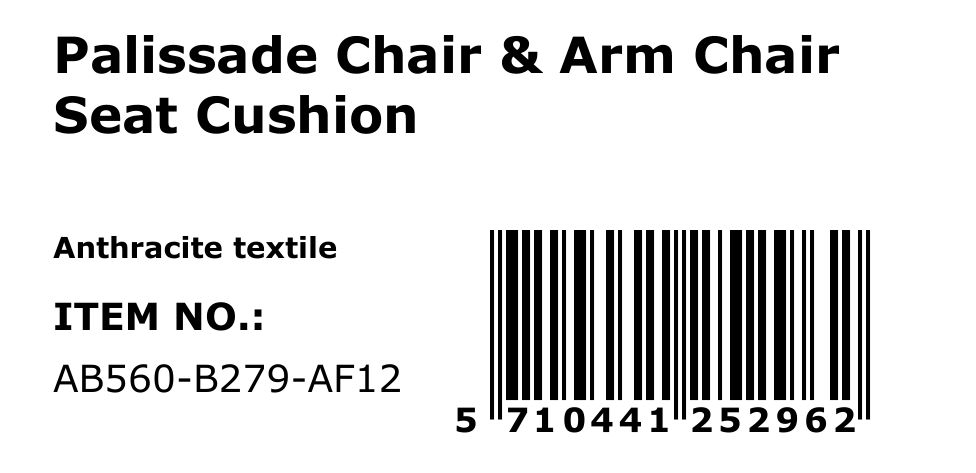 Palissade Chair & Arm Chair
Seat Cushion
Anthracite textile
ITEM NO.:
AB560-B279-AF12
5 710441 252962